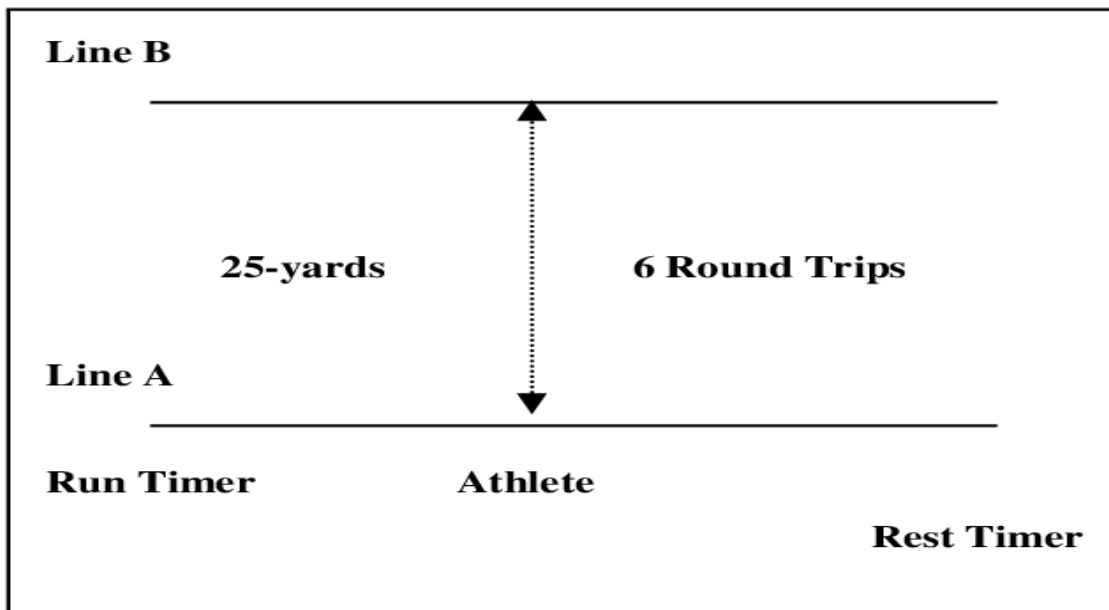 Line B
25-yards
6 Round Trips
Line A
Run Timer
Athlete
Rest Timer